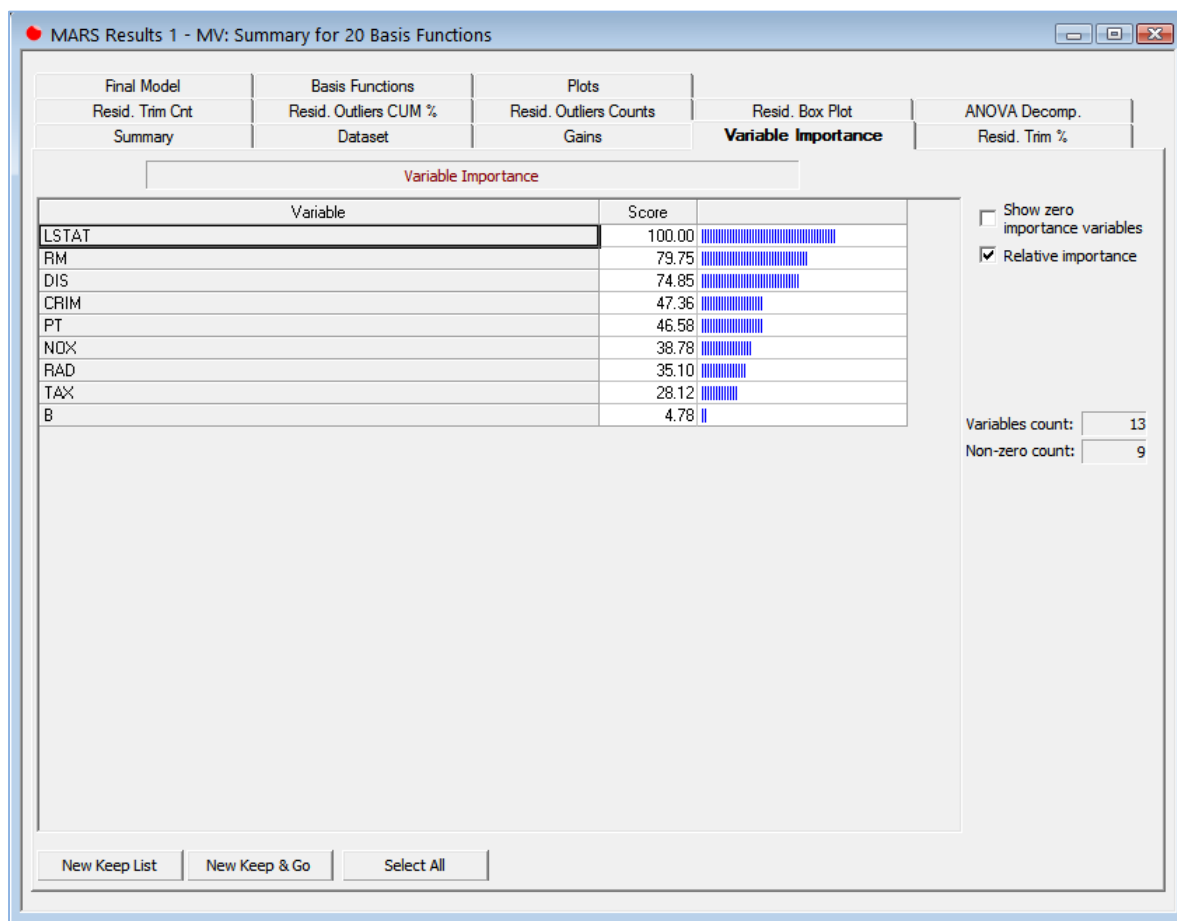 MARS Results 1 - MV: Summary for 20 Basis Functions
Final Model Basis Functions Plots
Resid. Trim Cnt Resid. Outliers CUM % Resid. Outliers Counts Resid. Box Plot ANOVA Decomp.
Summary Dataset Gains Variable Importance Resid. Trim %
Variable Importance
Variable Score
LSTAT 100.00
RM 79.75
DIS 74.85
CRIM 47.36
PT 46.58
NOX 38.78
RAD 35.10
TAX 28.12
B 4.78
Show zero
importance variables
Relative importance
Variables count: 13
Non-zero count: 9
New Keep List New Keep & Go Select All